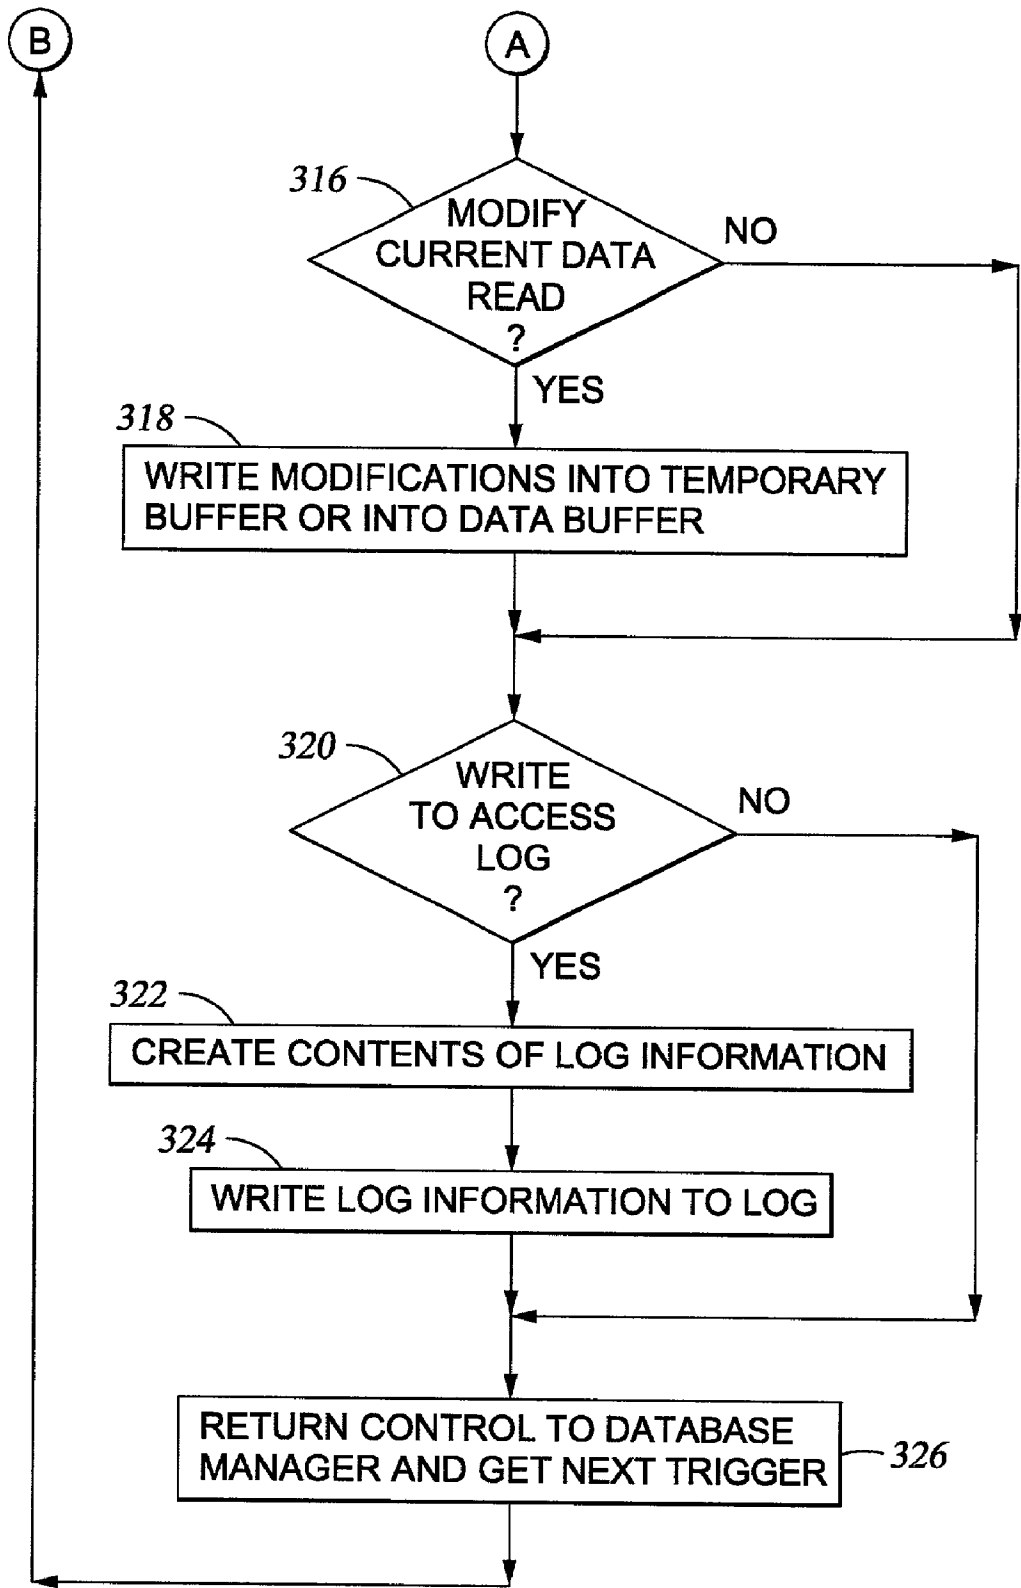 B
A
316
MODIFY
CURRENT DATA
READ
?
NO
YES
318
WRITE MODIFICATIONS INTO TEMPORARY
BUFFER OR INTO DATA BUFFER
320
WRITE
TO ACCESS
LOG
?
NO
YES
322
CREATE CONTENTS OF LOG INFORMATION
324
WRITE LOG INFORMATION TO LOG
RETURN CONTROL TO DATABASE
MANAGER AND GET NEXT TRIGGER
326